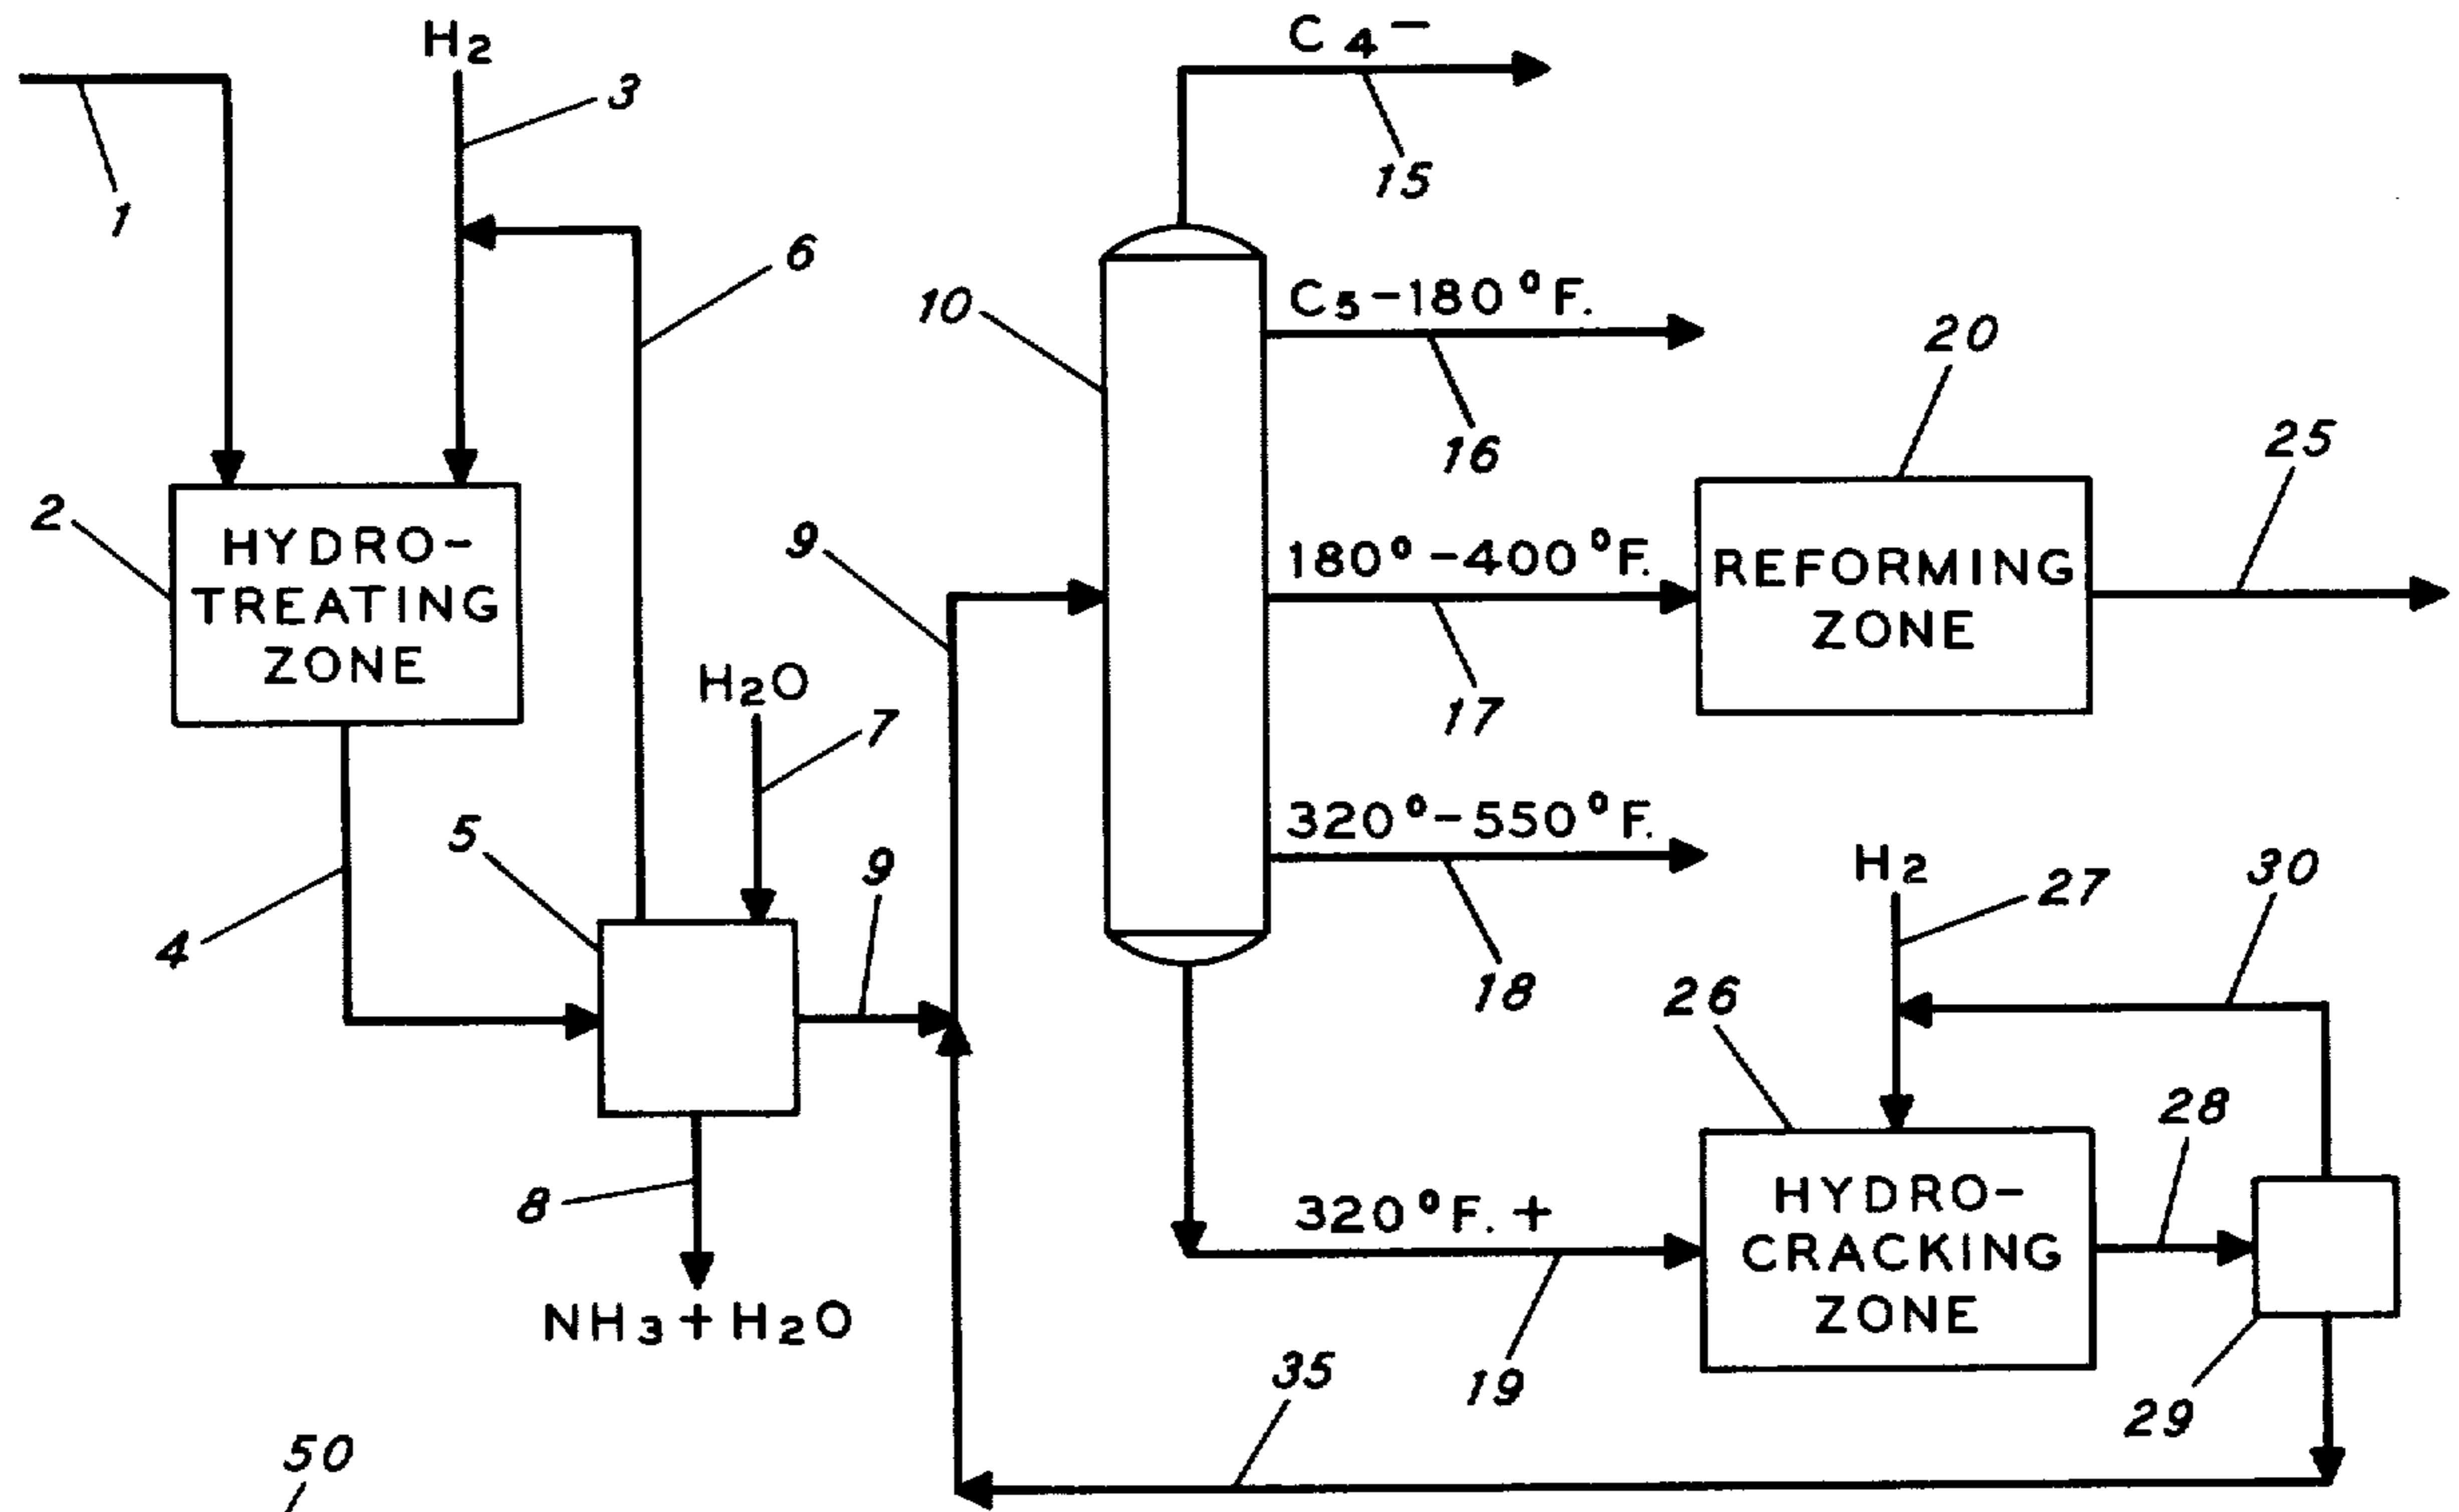 H2
C4-
1
3
15
6
10
C5-180°F.
20
16
25
2
HYDRO-
TREATING
ZONE
9
180°-400°F.
REFORMING
ZONE
H2O
7
17
5
320°-550°F.
9
H2
27
30
4
18
26
28
8
320°F.+
HYDRO-
CRACKING
ZONE
NH3+H2O
35
19
29
50